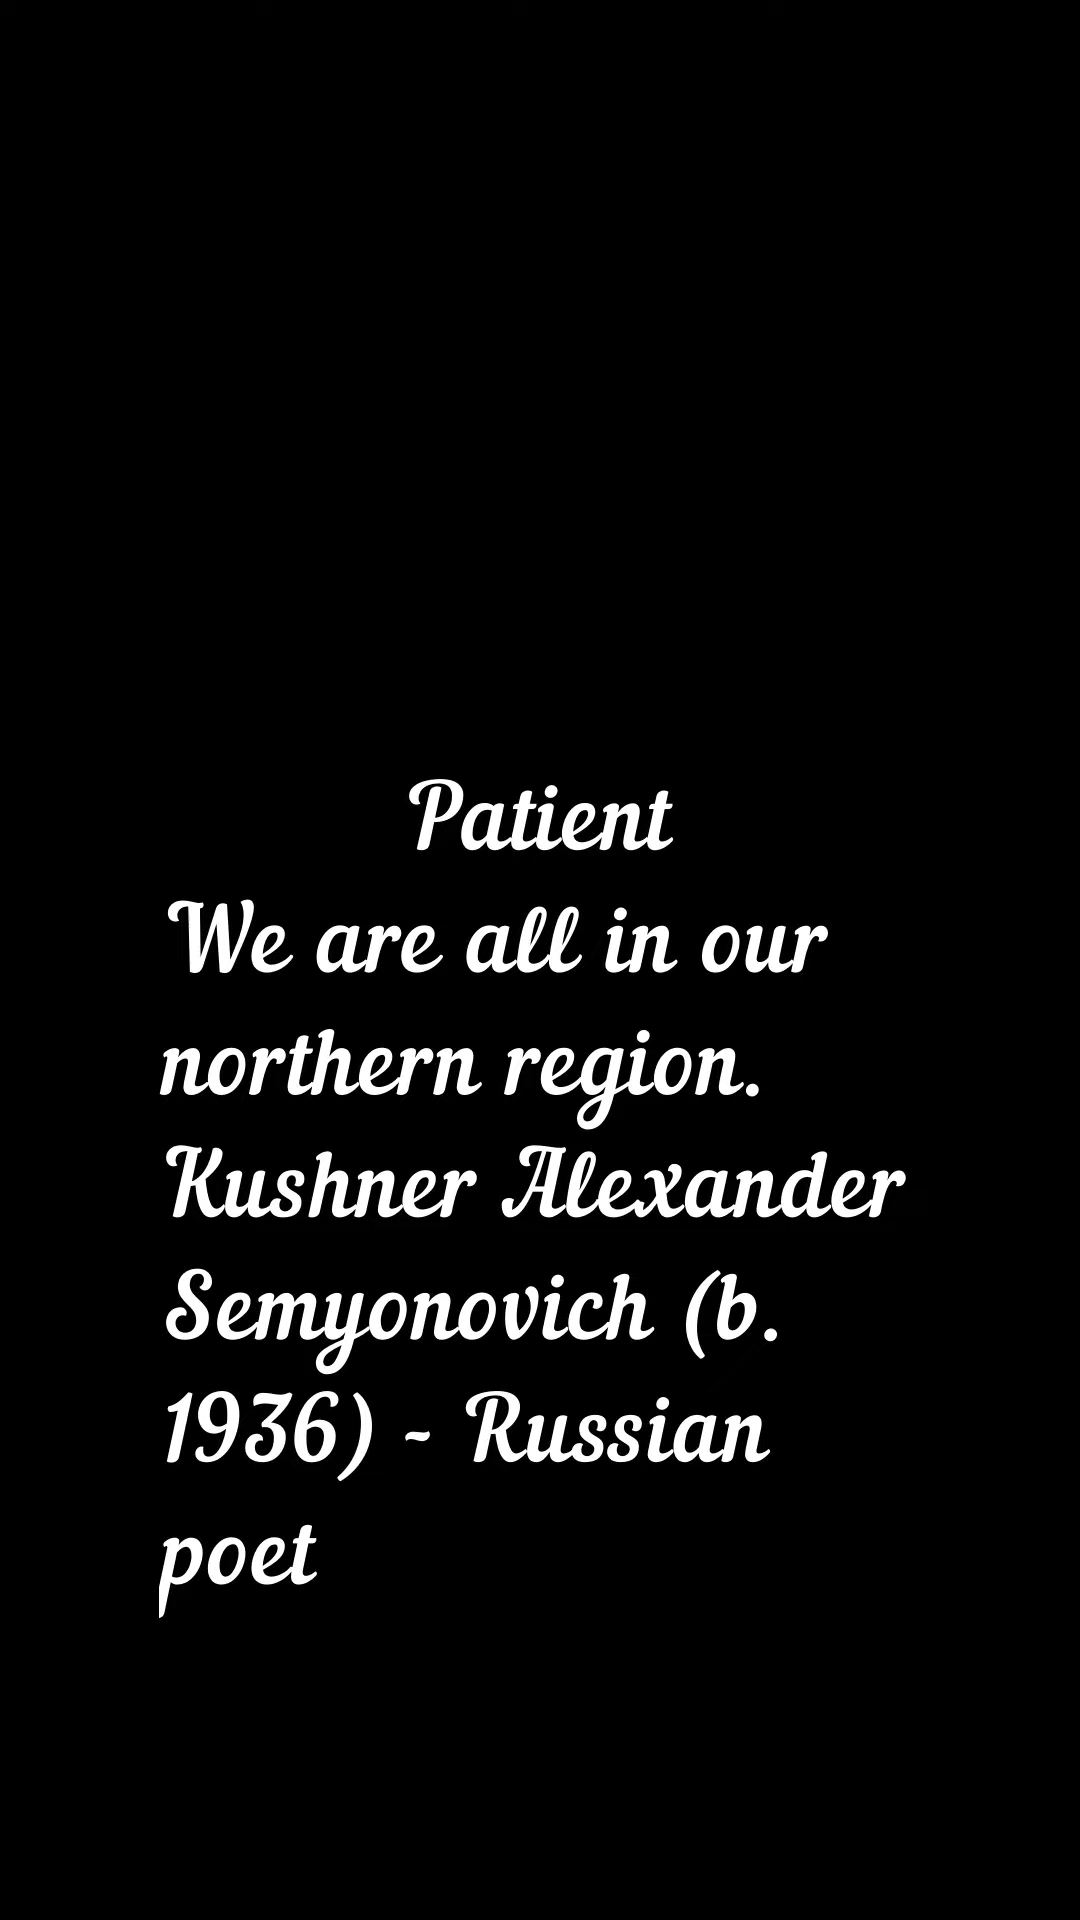 Patient
We are all in our
northern region.
Kushner Alexander
Semyonovich (b.
1936) - Russian
poet